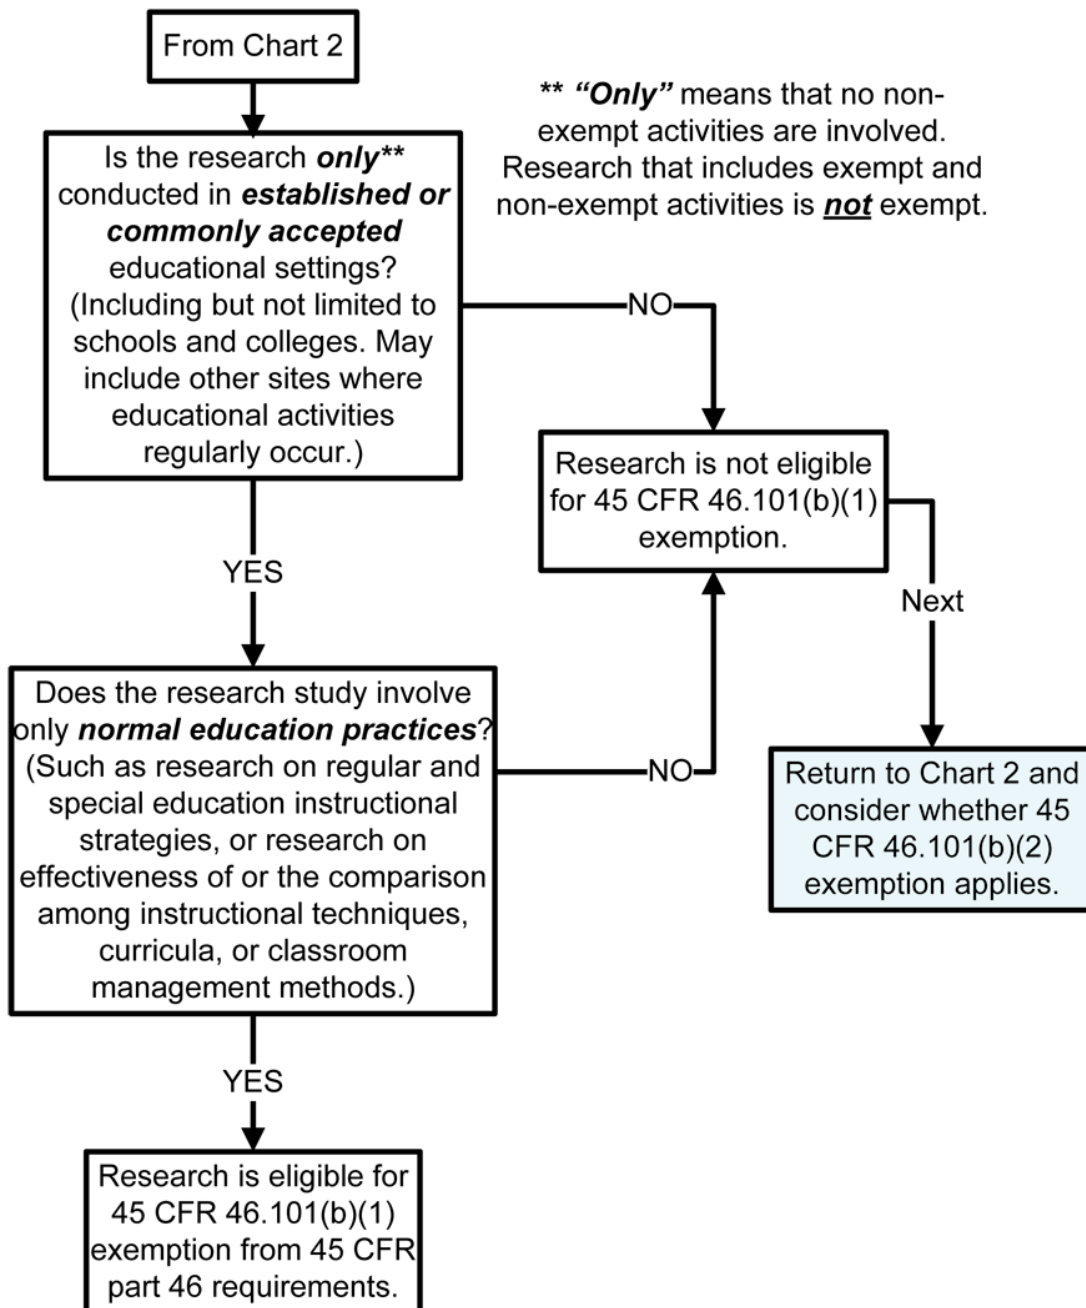 From Chart 2
** “Only” means that no non-
exempt activities are involved.
Research that includes exempt and
non-exempt activities is not exempt.
Is the research only**
conducted in established or
commonly accepted
educational settings?
(Including but not limited to
schools and colleges. May
include other sites where
educational activities
regularly occur.)
NO
Research is not eligible
for 45 CFR 46.101(b)(1)
exemption.
YES
Next
Does the research study involve
only normal education practices?
(Such as research on regular and
special education instructional
strategies, or research on
effectiveness of or the comparison
among instructional techniques,
curricula, or classroom
management methods.)
NO
Return to Chart 2 and
consider whether 45
CFR 46.101(b)(2)
exemption applies.
YES
Research is eligible for
45 CFR 46.101(b)(1)
exemption from 45 CFR
part 46 requirements.